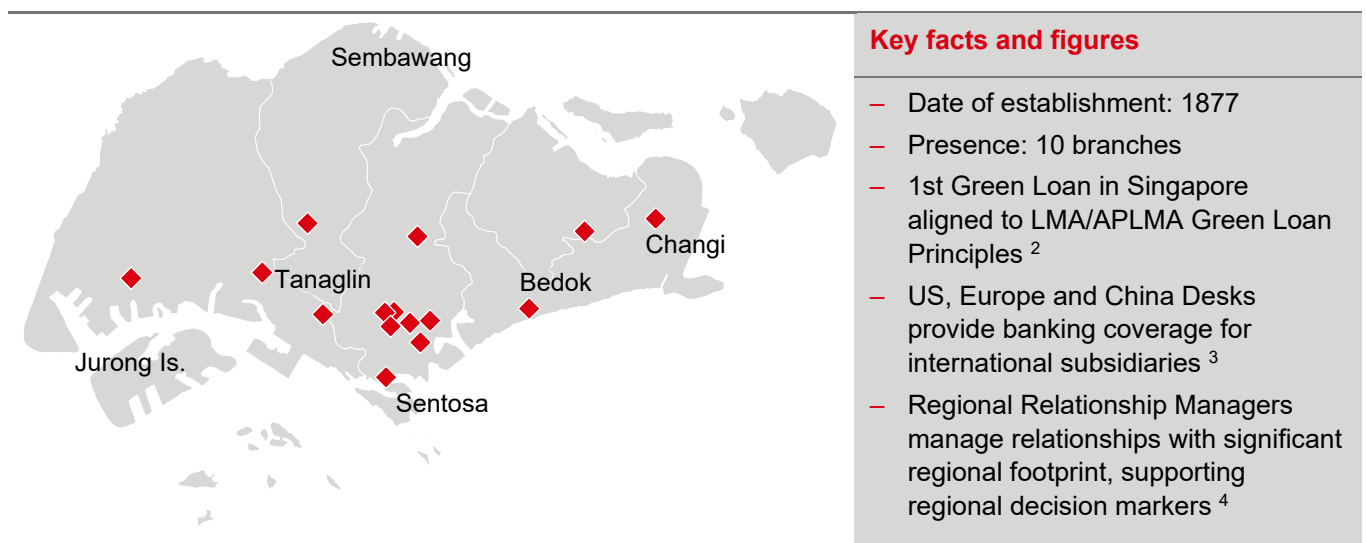 Sembawang
Changi
Tanaglin
Bedok
Jurong Is.
Sentosa
Key facts and figures
– Date of establishment: 1877
– Presence: 10 branches
– 1st Green Loan in Singapore
aligned to LMA/APLMA Green Loan
Principles 2
– US, Europe and China Desks
provide banking coverage for
international subsidiaries 3
– Regional Relationship Managers
manage relationships with significant
regional footprint, supporting
regional decision markers 4